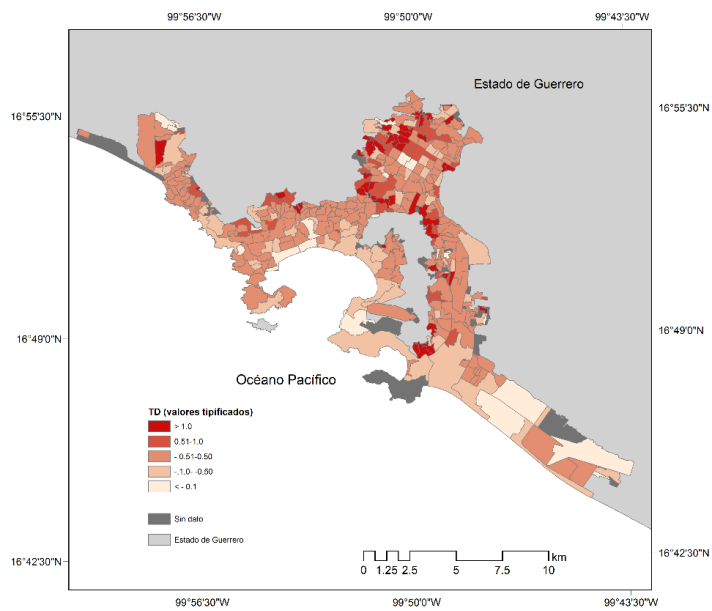 99°56'30"W 99°50'0"W 99°43'30"W
Estado de Guerrero
16°55'30"N 16°55'30"N
16°49'0"N 16°49'0"N
Océano Pacífico
TD (valores tipificados)
> 1.0
0.51-1.0
- 0.51-0.50
-.1,0- -0.50
< - 0.1
Sin dato
Estado de Guerrero
16°42'30"N 16°42'30"N
km
0 1.25 2.5 5 7.5 10
99°56'30"W 99°50'0"W 99°43'30"W